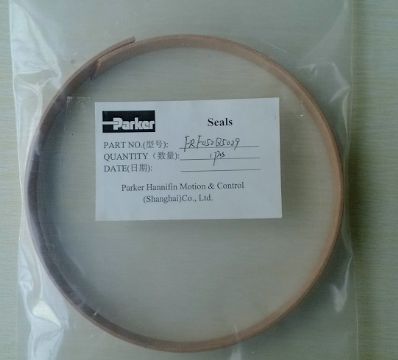 Parker
Seals
PART NO.(型号): FRF050Q5029
QUANTITY (数量): 1pcs
DATE(日期):
Parker Hannifin Motion & Control
(Shanghai)Co., Ltd.